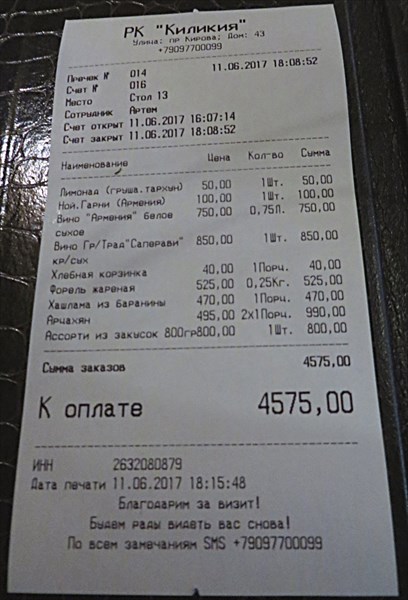 РК "Киликия"
Улица: пр Кирова; Дом: 43
+79097700099
Пречек № 014 11.06.2017 18:08:52
Счет № 016
Место Стол 13
Сотрудник Артем
Счет открыт 11.06.2017 16:07:14
Счет закрыт 11.06.2017 18:08:52
Наименование Цена Кол-во Сумма
Лимонад (груша.тархун) 50,00 1Шт. 50,00
Ной.Гарни (Армения) 100,00 1Шт. 100,00
Вино "Армения" белое 750,00 0,75Л. 750,00
сухое
Вино Гр/Трад"Саперави" 850,00 1Шт. 850,00
кр/сух
Хлебная корзинка 40,00 1Порц. 40,00
Форель жареная 525,00 0,25Кг. 525,00
Хашлама из баранины 470,00 1Порц. 470,00
Арчахян 495,00 2x1Порц. 990,00
Ассорти из закусок 800гр800,00 1Шт. 800,00
Сумма заказов 4575,00
К оплате 4575,00
ИНН 2632080879
Дата печати 11.06.2017 18:15:48
Благодарим за визит!
Будем рады видеть вас снова!
По всем замечаниям SMS +79097700099